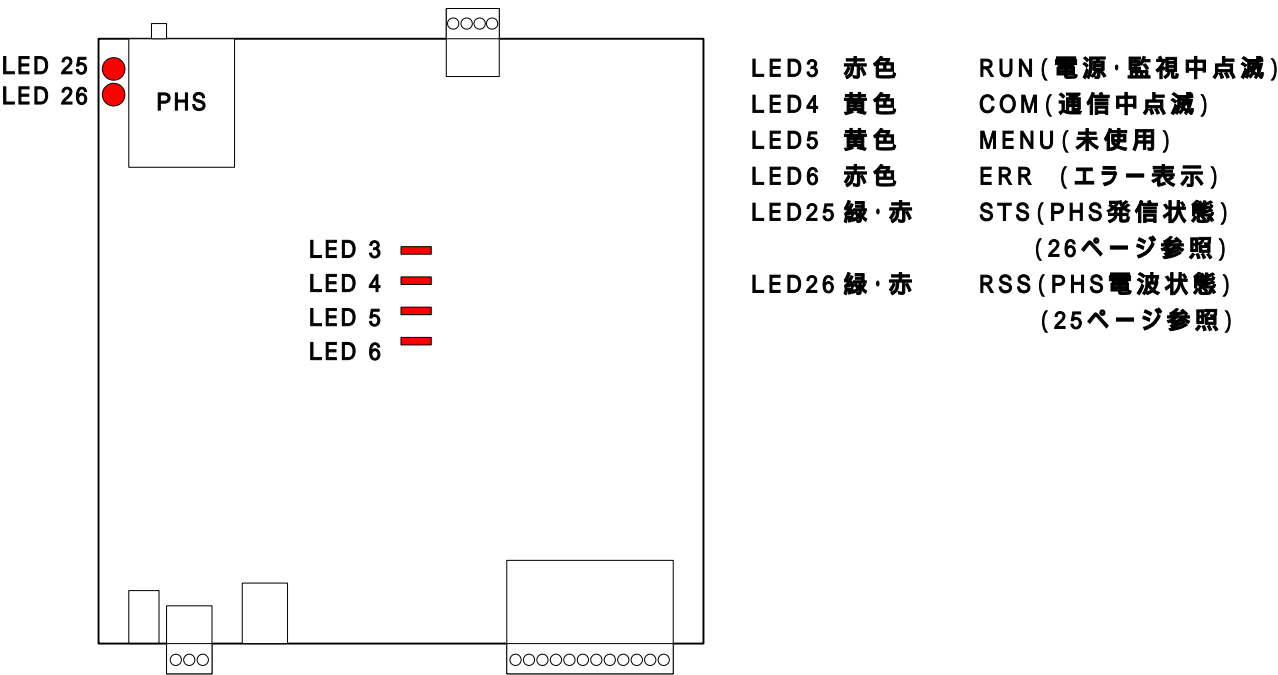 LED 25
LED 26
PHS
LED 3
LED 4
LED 5
LED 6
LED3 赤色 RUN(電源・監視中点滅)
LED4 黄色 COM(通信中点滅)
LED5 黄色 MENU(未使用)
LED6 赤色 ERR (エラー表示)
LED25 緑・赤 STS(PHS発信状態)
(26ページ参照)
LED26 緑・赤 RSS(PHS電波状態)
(25ページ参照)